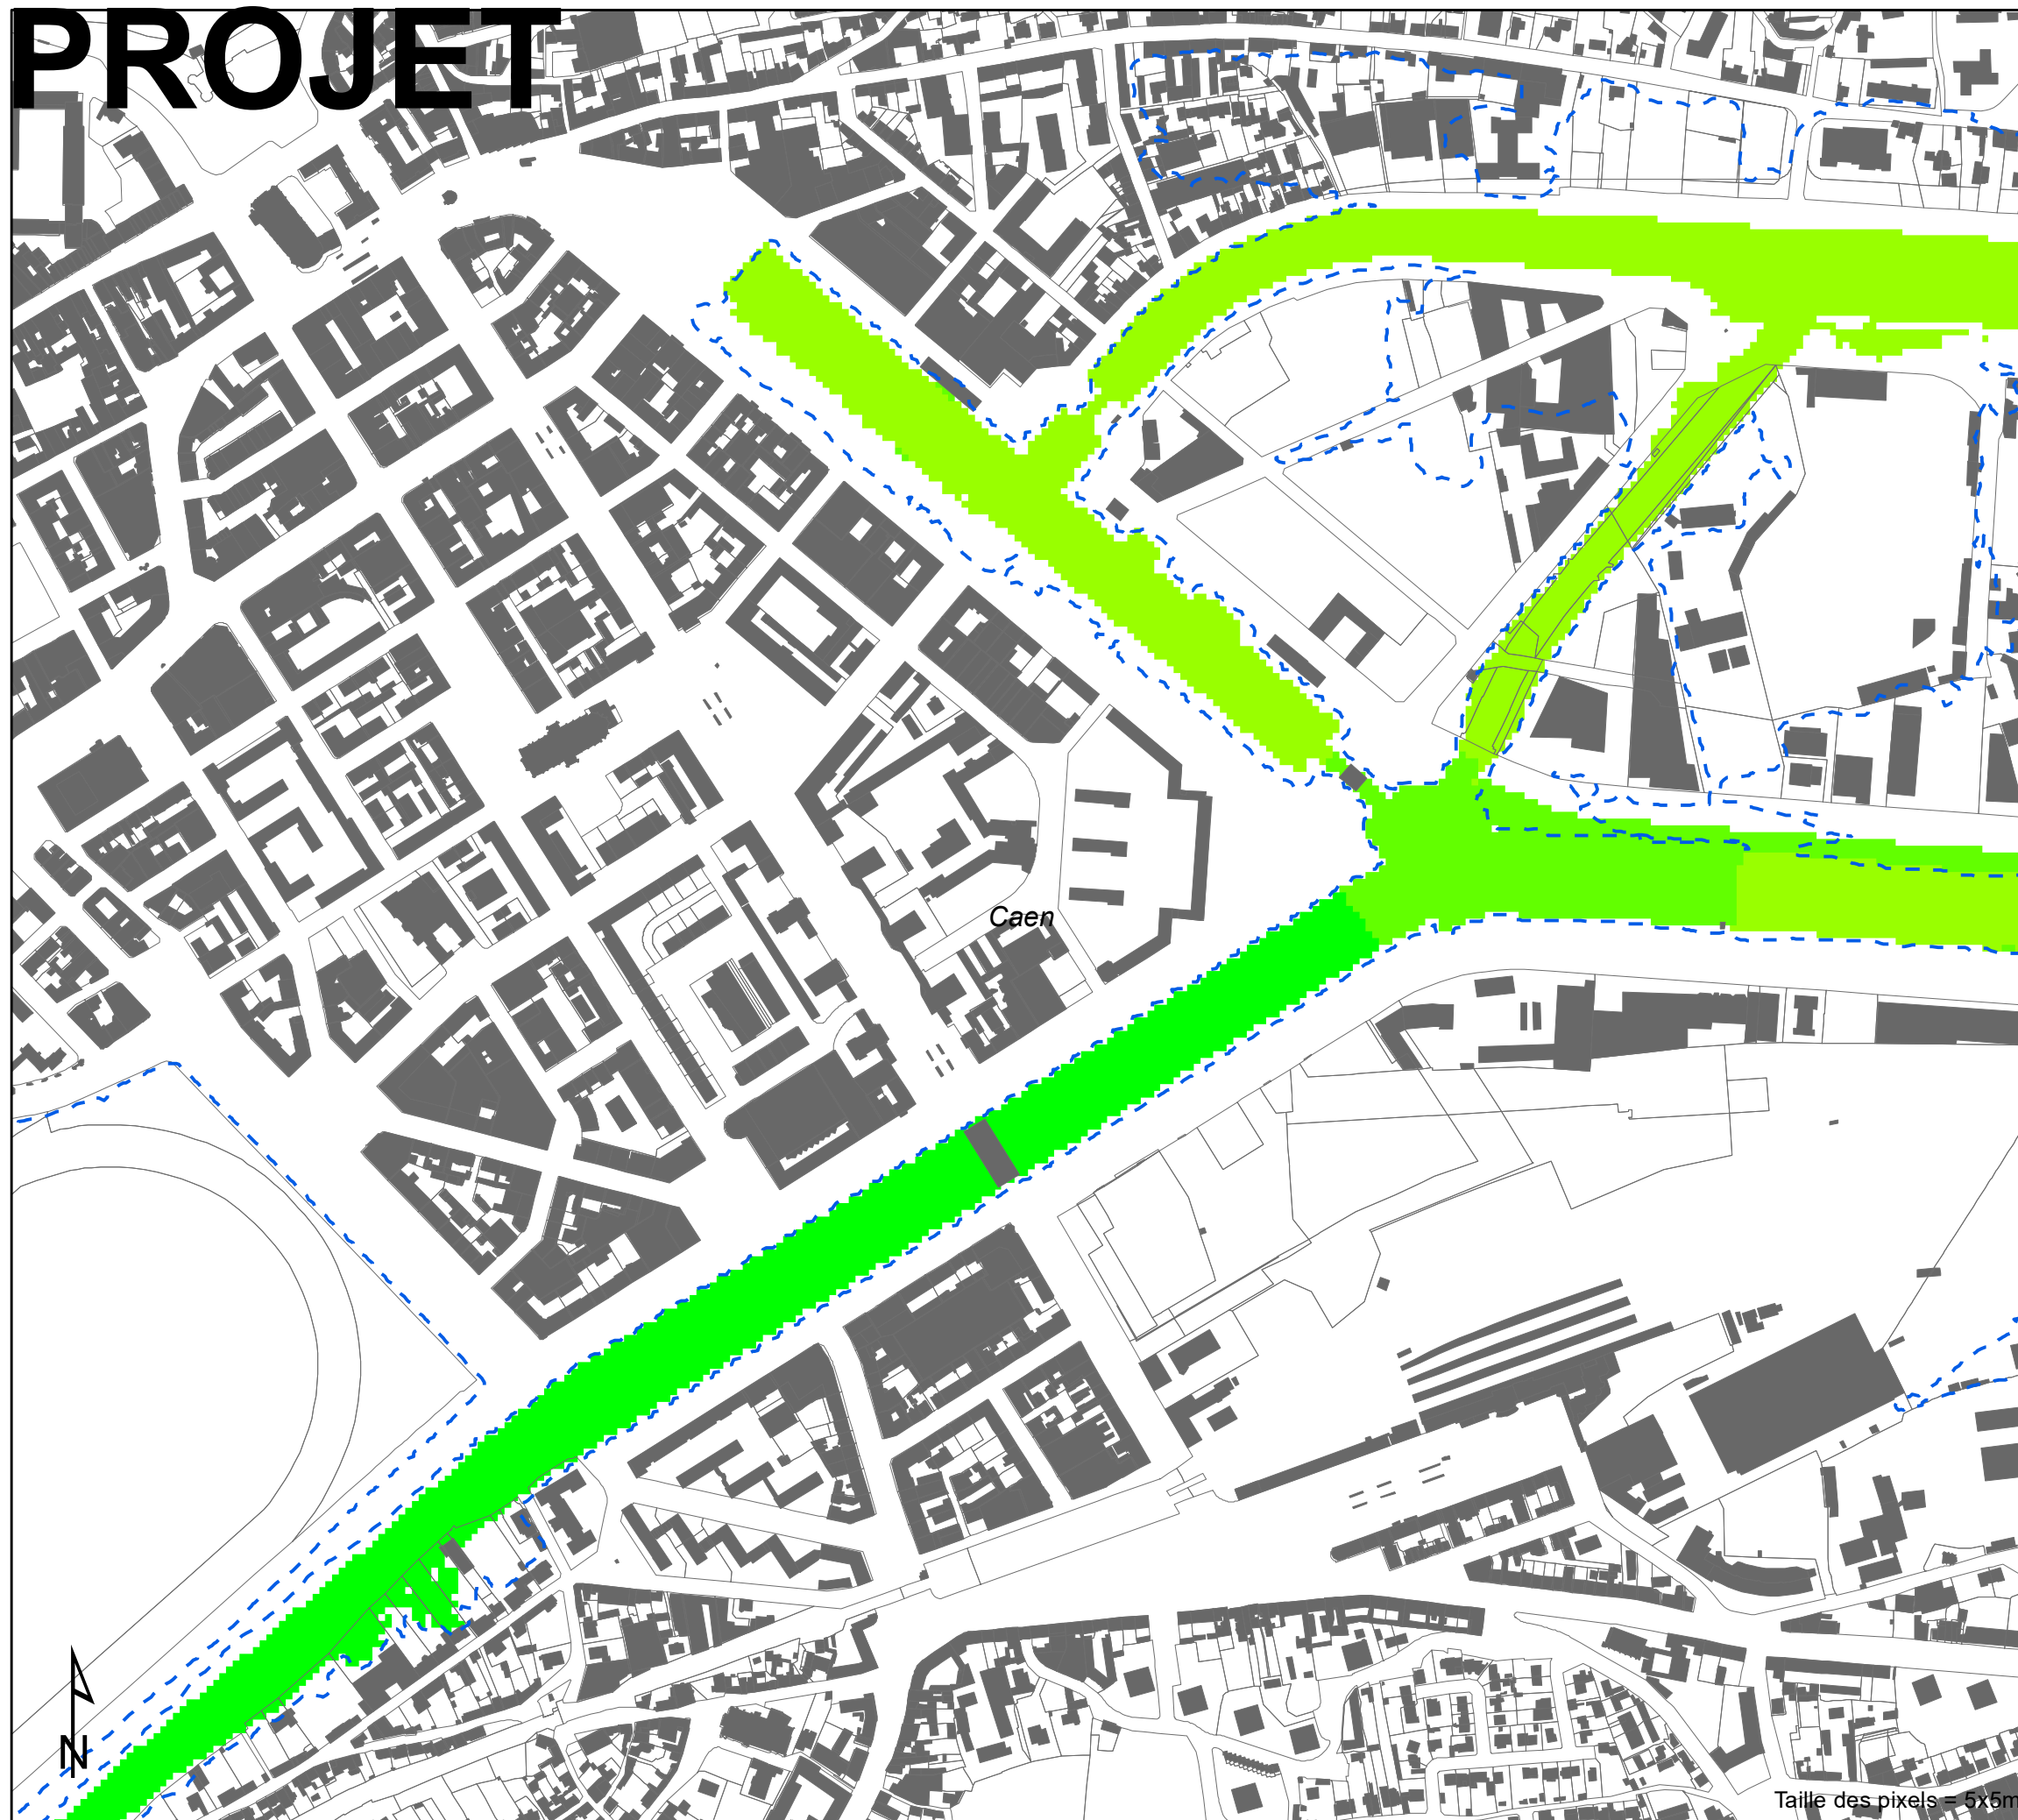 PROJET
Caen
N
Taille des pixels = 5x5m